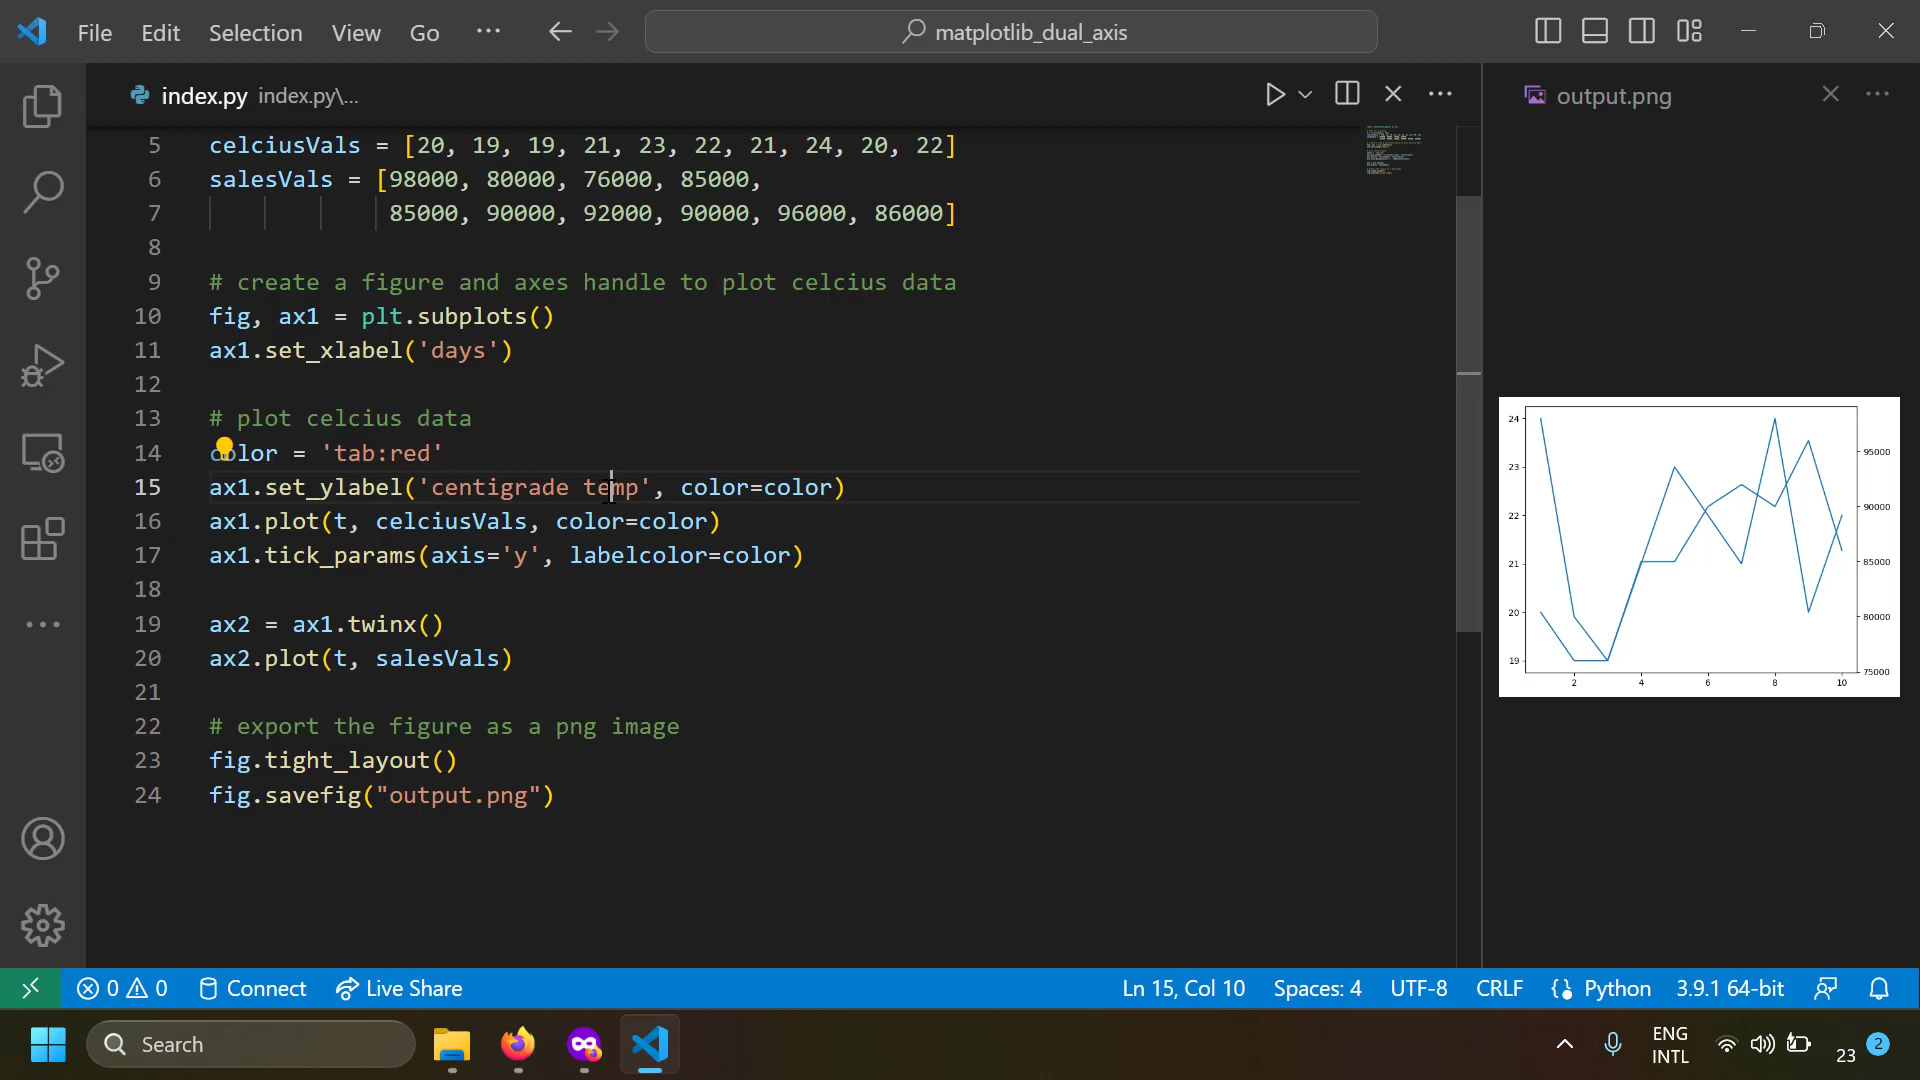 File Edit Selection View Go ··· matplotlib_dual_axis
index.py index.py\...
output.png
5 celciusVals = [20, 19, 19, 21, 23, 22, 21, 24, 20, 22]
6 salesVals = [98000, 80000, 76000, 85000,
7 85000, 90000, 92000, 90000, 96000, 86000]
8
9 # create a figure and axes handle to plot celcius data
10 fig, ax1 = plt.subplots()
11 ax1.set_xlabel('days')
12
13 # plot celcius data
14 color = 'tab:red'
15 ax1.set_ylabel('centigrade temp', color=color)
16 ax1.plot(t, celciusVals, color=color)
17 ax1.tick_params(axis='y', labelcolor=color)
18
19 ax2 = ax1.twinx()
20 ax2.plot(t, salesVals)
21
22 # export the figure as a png image
23 fig.tight_layout()
24 fig.savefig("output.png")
24
23
22
21
20
19
95000
90000
85000
80000
75000
2 4 6 8 10
0 0 Connect Live Share Ln 15, Col 10 Spaces: 4 UTF-8 CRLF Python 3.9.1 64-bit
Search
ENG
INTL
23 2